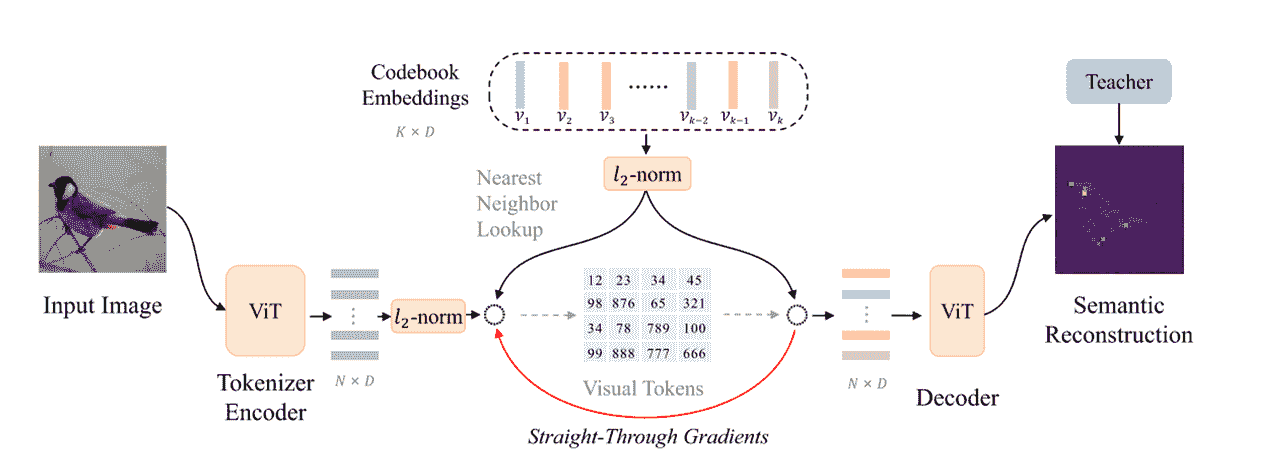 Codebook
Embeddings
K × D
v₁ v₂ v₃ ...... vₖ₋₂ vₖ₋₁ vₖ
Teacher
l₂-norm
Nearest
Neighbor
Lookup
Input Image
ViT
Tokenizer
Encoder
⋮
N × D
l₂-norm
12 23 34 45
98 876 65 321
34 78 789 100
99 888 777 666
Visual Tokens
Straight-Through Gradients
⋮
N × D
ViT
Decoder
Semantic
Reconstruction